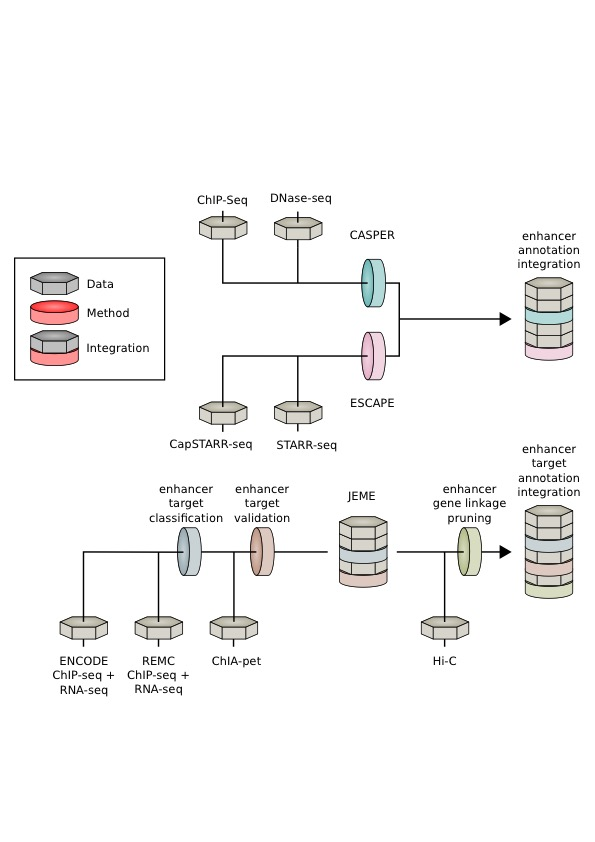 ChIP-Seq
DNase-seq
CASPER
enhancer
annotation
integration
Data
Method
Integration
ESCAPE
CapSTARR-seq
STARR-seq
enhancer
target
annotation
integration
enhancer
target
classification
enhancer
target
validation
JEME
enhancer
gene linkage
pruning
ENCODE
ChIP-seq +
RNA-seq
REMC
ChIP-seq +
RNA-seq
ChIA-pet
Hi-C